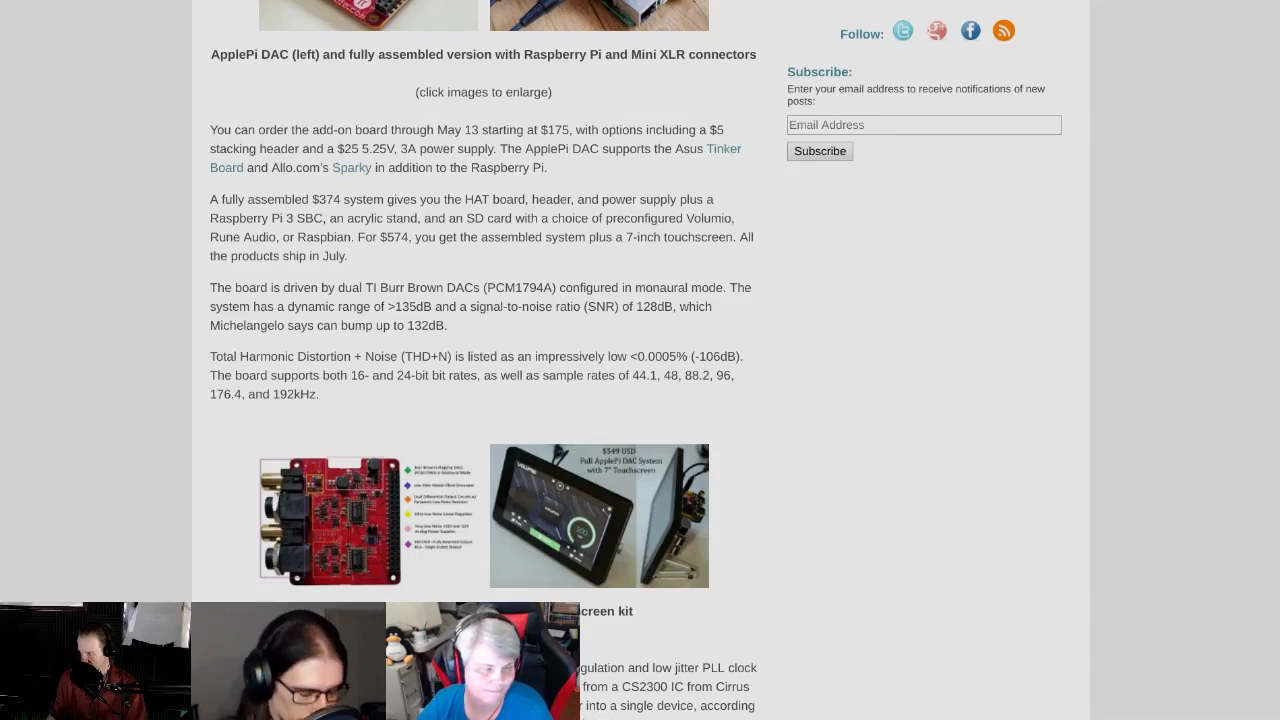 ApplePi DAC (left) and fully assembled version with Raspberry Pi and Mini XLR connectors
(click images to enlarge)
You can order the add-on board through May 13 starting at $175, with options including a $5
stacking header and a $25 5.25V, 3A power supply. The ApplePi DAC supports the Asus Tinker
Board and Allo.com's Sparky in addition to the Raspberry Pi.
A fully assembled $374 system gives you the HAT board, header, and power supply plus a
Raspberry Pi 3 SBC, an acrylic stand, and an SD card with a choice of preconfigured Volumio,
Rune Audio, or Raspbian. For $574, you get the assembled system plus a 7-inch touchscreen. All
the products ship in July.
The board is driven by dual TI Burr Brown DACs (PCM1794A) configured in monaural mode. The
system has a dynamic range of >135dB and a signal-to-noise ratio (SNR) of 128dB, which
Michelangelo says can bump up to 132dB.
Total Harmonic Distortion + Noise (THD+N) is listed as an impressively low <0.0005% (-106dB).
The board supports both 16- and 24-bit bit rates, as well as sample rates of 44.1, 48, 88.2, 96,
176.4, and 192kHz.
$549 USD
Full ApplePi DAC System
with 7" Touchscreen
creen kit
gulation and low jitter PLL clock
from a CS2300 IC from Cirrus
r into a single device, according
Follow:
Subscribe:
Enter your email address to receive notifications of new
posts:
Email Address
Subscribe